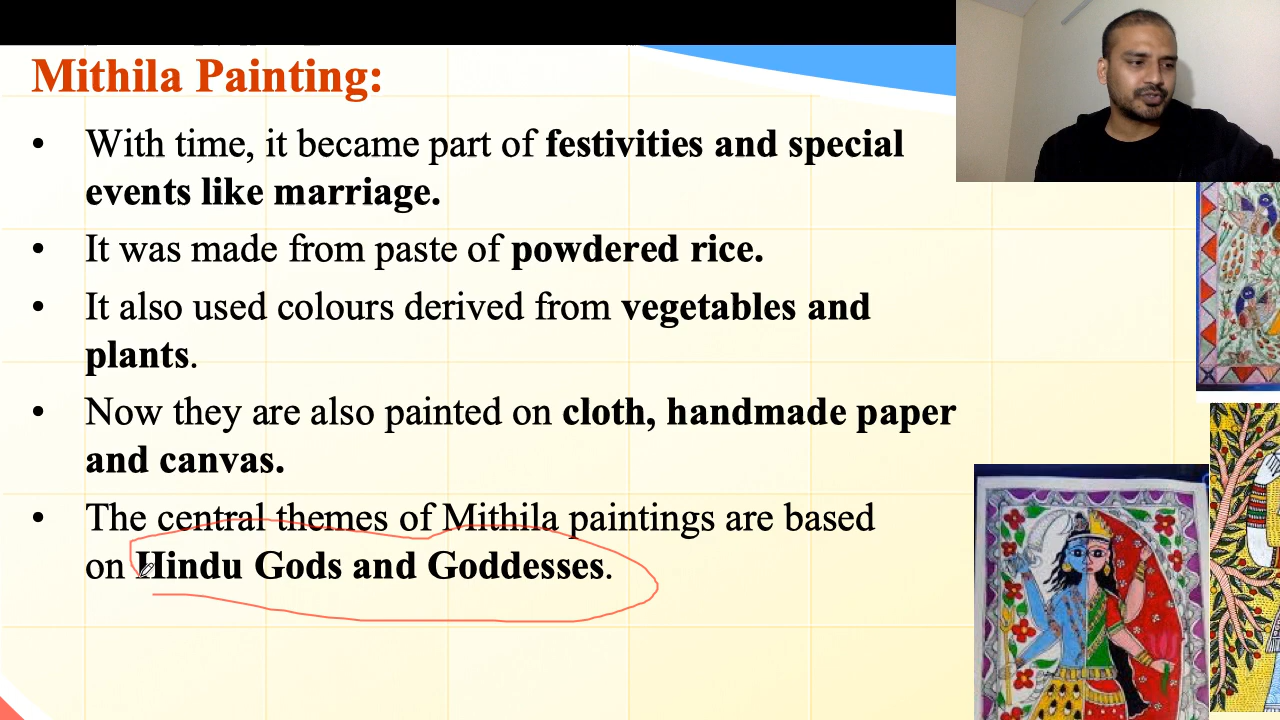 Mithila Painting:
• With time, it became part of festivities and special
events like marriage.
• It was made from paste of powdered rice.
• It also used colours derived from vegetables and
plants.
• Now they are also painted on cloth, handmade paper
and canvas.
• The central themes of Mithila paintings are based
on Hindu Gods and Goddesses.